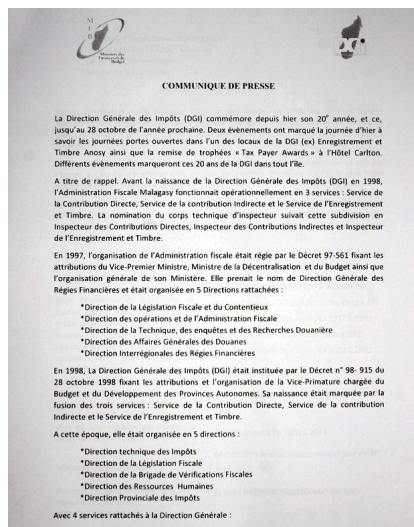 M F B
Ministère des
Finances et du
Budget
COMMUNIQUE DE PRESSE
La Direction Générale des Impôts (DGI) commémore depuis hier son 20e année, et ce,
jusqu'au 28 octobre de l'année prochaine. Deux évènements ont marqué la journée d'hier à
savoir les journées portes ouvertes dans l'un des locaux de la DGI (ex) Enregistrement et
Timbre Anosy ainsi que la remise de trophées « Tax Payer Awards » à l'Hôtel Carlton.
Différents évènements marqueront ces 20 ans de la DGI dans tout l'île.
A titre de rappel. Avant la naissance de la Direction Générale des Impôts (DGI) en 1998,
l'Administration Fiscale Malagasy fonctionnait opérationnellement en 3 services : Service de
la Contribution Directe, Service de la contribution Indirecte et le Service de l'Enregistrement
et Timbre. La nomination du corps technique d'inspecteur suivait cette subdivision en
Inspecteur des Contributions Directes, Inspecteur des Contributions Indirectes et Inspecteur
de l'Enregistrement et Timbre.
En 1997, l'organisation de l'Administration fiscale était régie par le Décret 97-561 fixant les
attributions du Vice-Premier Ministre, Ministre de la Décentralisation et du Budget ainsi que
l'organisation générale de son Ministère. Elle prenait le nom de Direction Générale des
Régies Financières et était organisée en 5 Directions rattachées :
*Direction de la Législation Fiscale et du Contentieux
*Direction des opérations et de l'Administration Fiscale
*Direction de la Technique, des enquêtes et des Recherches Douanière
*Direction des Affaires Générales des Douanes
*Direction Interrégionales des Régies Financières
En 1998, La Direction Générale des Impôts (DGI) était instituée par le Décret n° 98- 915 du
28 octobre 1998 fixant les attributions et l'organisation de la Vice-Primature chargée du
Budget et du Développement des Provinces Autonomes. Sa naissance était marquée par la
fusion des trois services : Service de la Contribution Directe, Service de la contribution
Indirecte et le Service de l'Enregistrement et Timbre.
A cette époque, elle était organisée en 5 directions :
*Direction technique des Impôts
*Direction de la Législation Fiscale
*Direction de la Brigade de Vérifications Fiscales
*Direction des Ressources Humaines
*Direction Provinciale des Impôts
Avec 4 services rattachés à la Direction Générale :